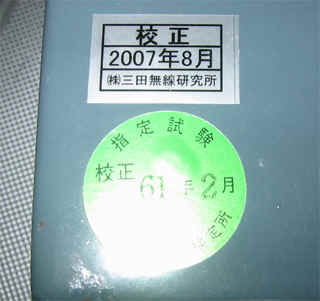 校正
2007年8月
㈱三田無線研究所
指定試験
校正 61年2月